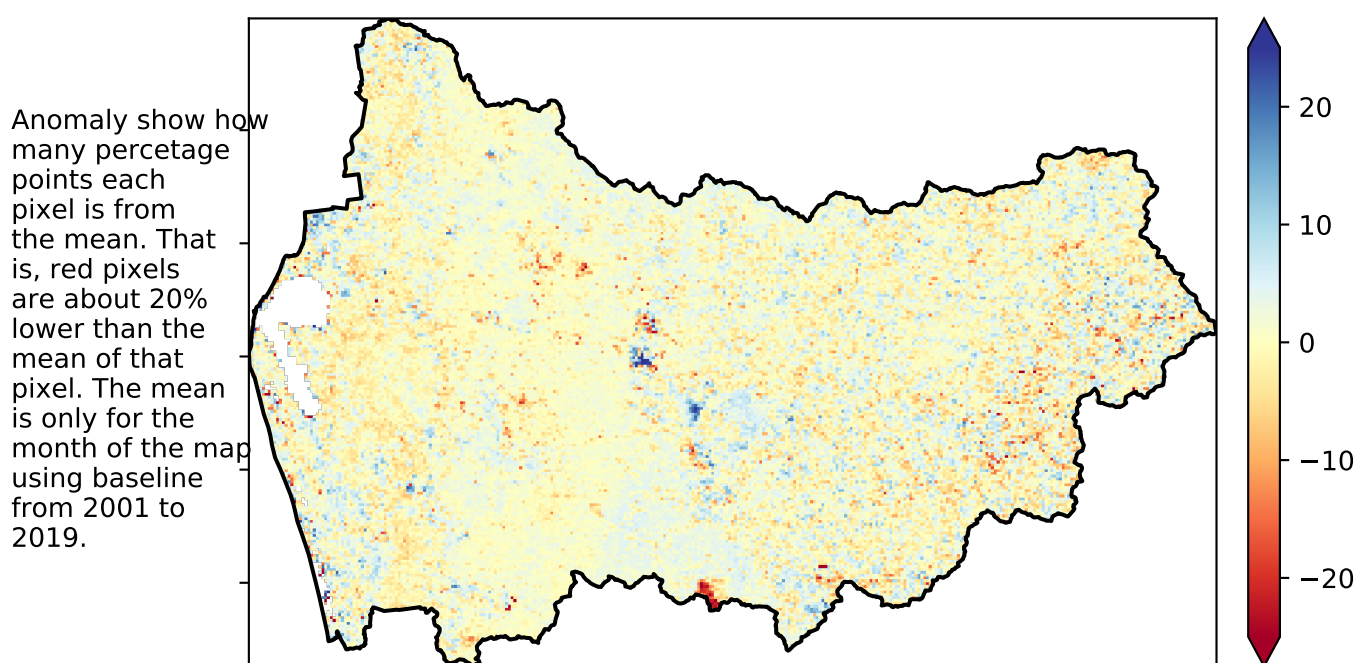 Anomaly show how
many percetage
points each
pixel is from
the mean. That
is, red pixels
are about 20%
lower than the
mean of that
pixel. The mean
is only for the
month of the map
using baseline
from 2001 to
2019.
20
10
0
−10
−20